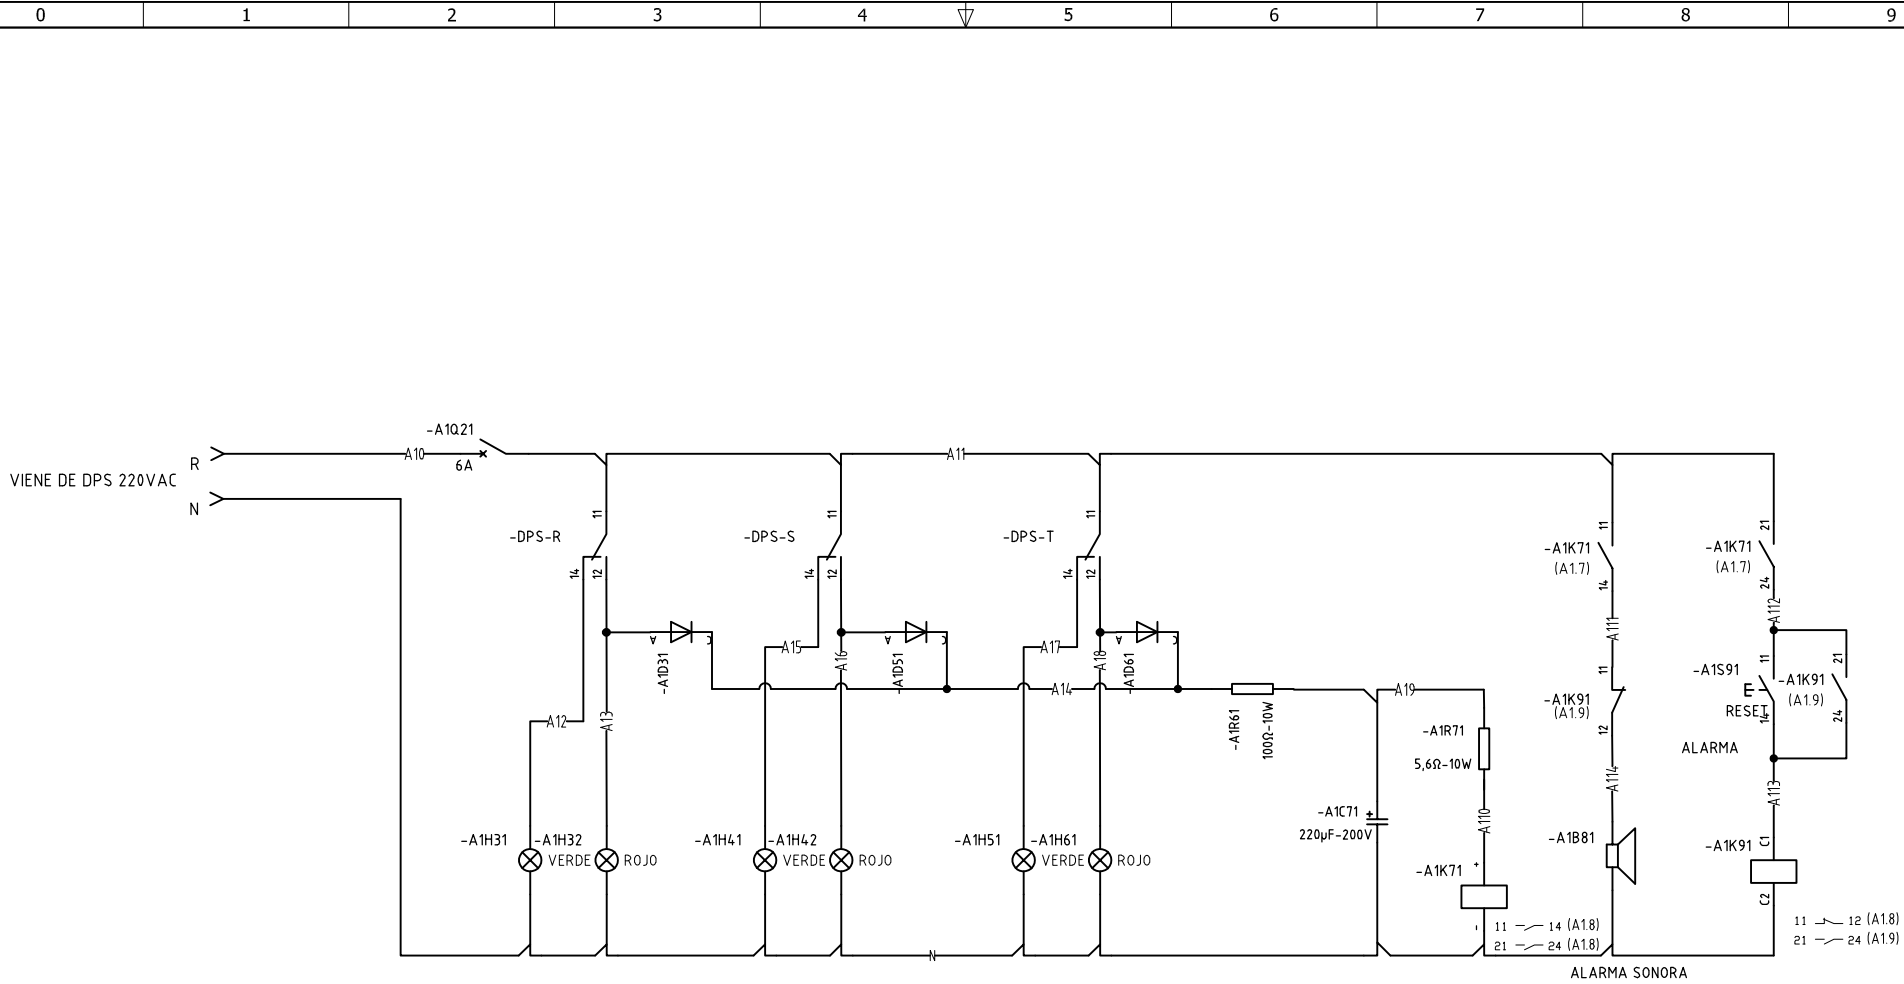 0 1 2 3 4 5 6 7 8 9
-A1Q21
A10
6A
A11
R
VIENE DE DPS 220VAC
N
11
-DPS-R
14
12
11
-DPS-S
14
12
11
-DPS-T
14
12
11
-A1K71
(A1.7)
14
21
-A1K71
(A1.7)
24
A112
A111
A
-A1D31
C
A15
A16
A
-A1D51
C
A17
A18
A
-A1D61
C
A14
A12
A13
-A1R61
100Ω-10W
A19
-A1R71
5,6Ω-10W
11
-A1K91
(A1.9)
12
11
-A1S91
RESET
14
ALARMA
21
-A1K91
(A1.9)
24
A114
A113
-A1C71
+
220µF-200V
A110
-A1H31
-A1H32
VERDE
ROJO
-A1H41
-A1H42
VERDE
ROJO
-A1H51
-A1H61
VERDE
ROJO
+
-A1K71
-
-A1B81
C1
-A1K91
C2
11 14 (A1.8)
21 24 (A1.8)
11 12 (A1.8)
21 24 (A1.9)
N
ALARMA SONORA